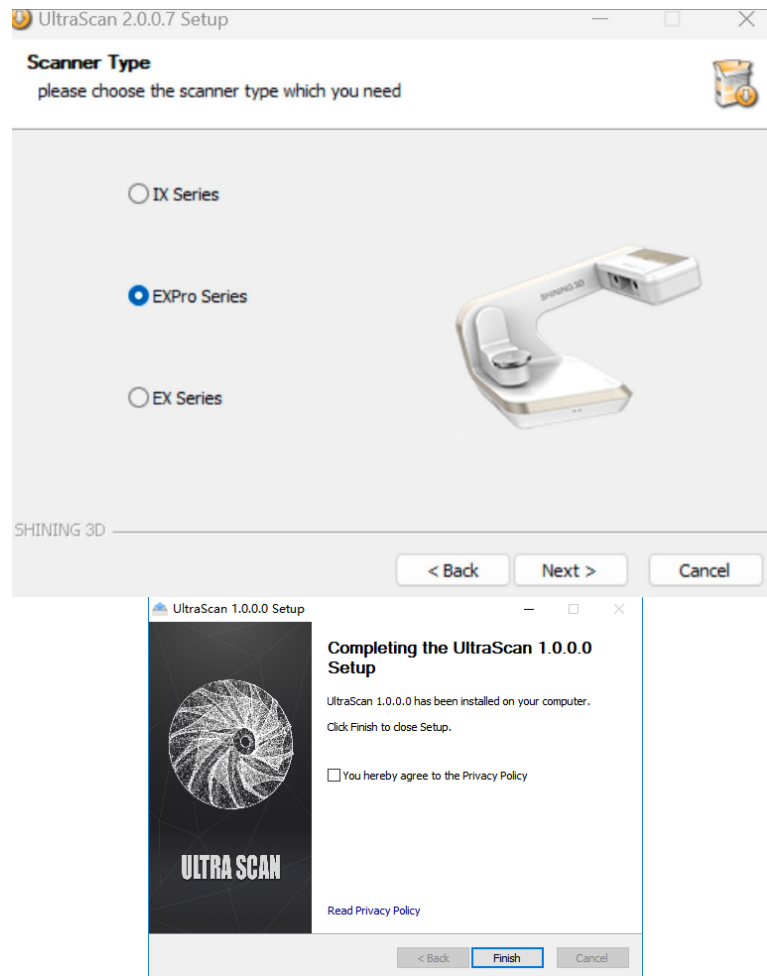 UltraScan 2.0.0.7 Setup
Scanner Type
please choose the scanner type which you need
IX Series
EXPro Series
SHINING 3D
EX Series
SHINING 3D
< Back Next > Cancel
UltraScan 1.0.0.0 Setup
Completing the UltraScan 1.0.0.0
Setup
UltraScan 1.0.0.0 has been installed on your computer.
Click Finish to close Setup.
You hereby agree to the Privacy Policy
ULTRA SCAN
Read Privacy Policy
< Back Finish Cancel